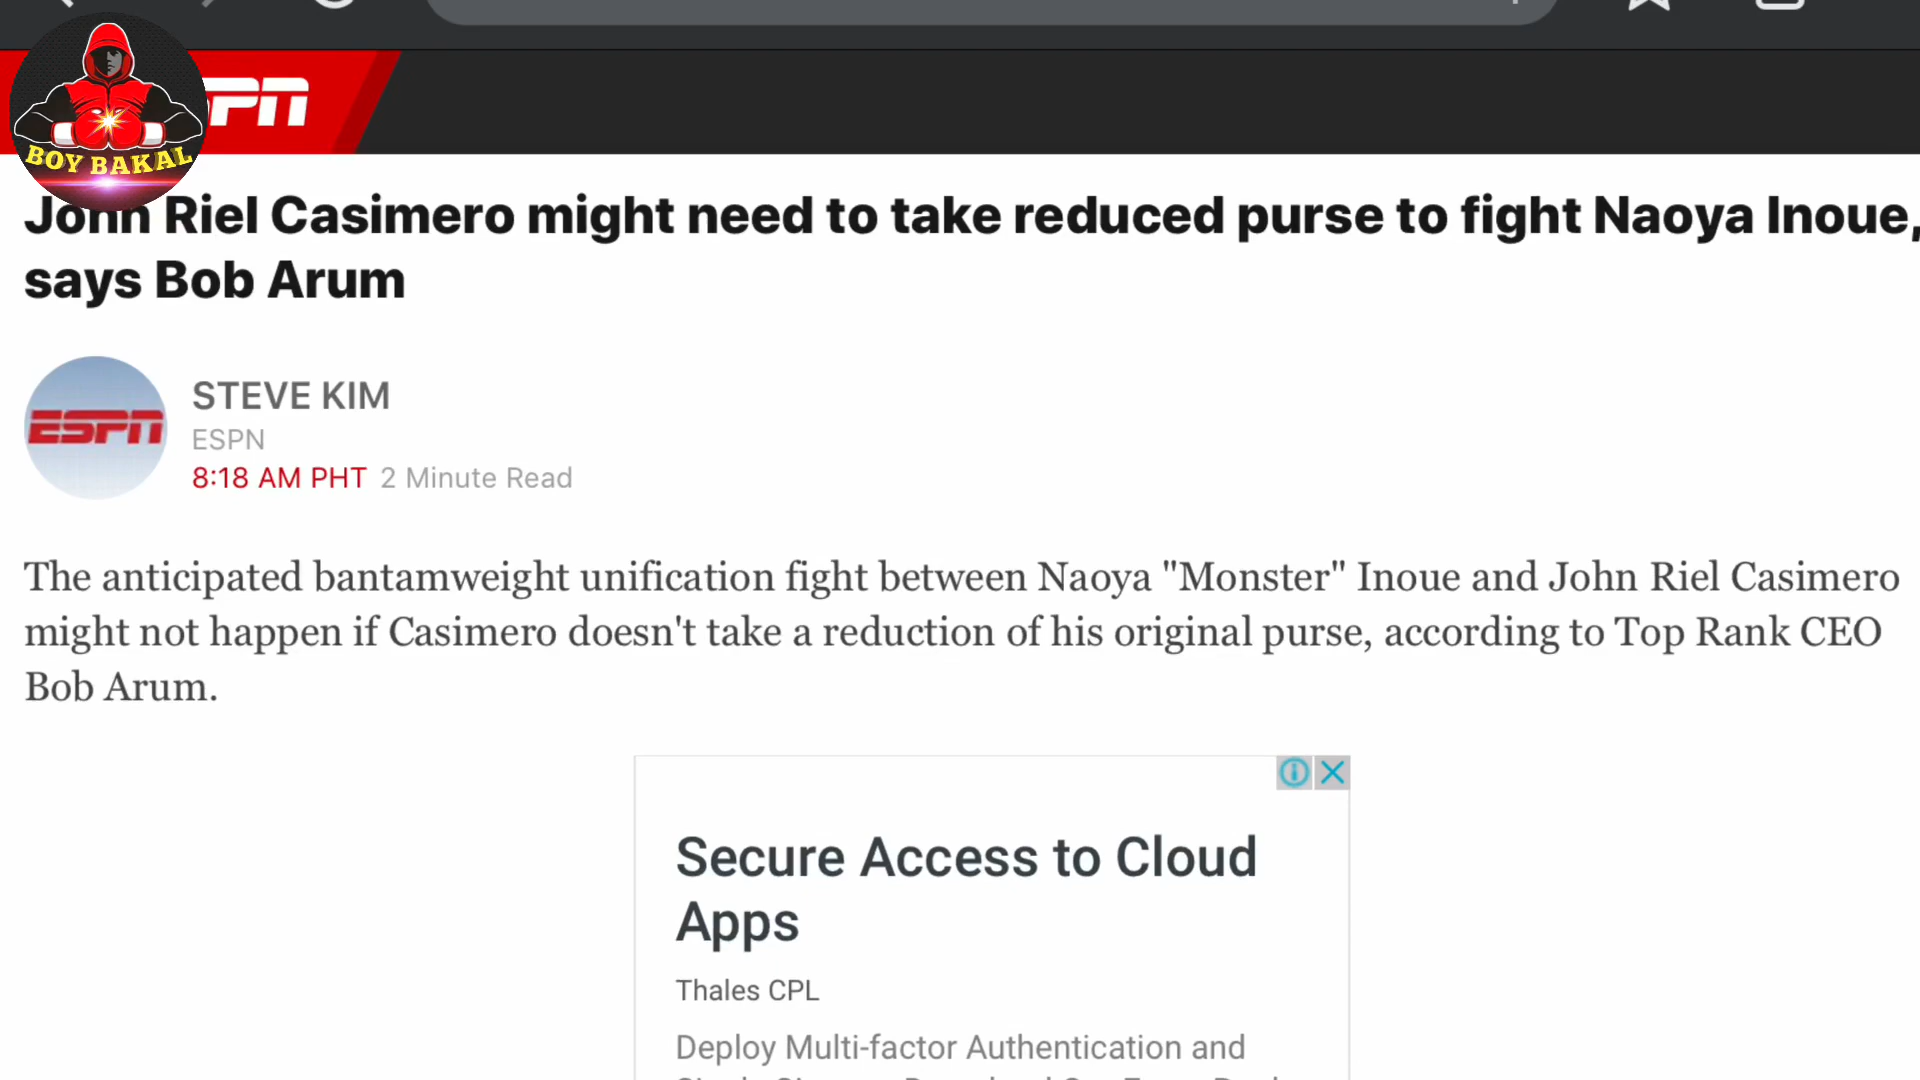 PN
BOY BAKAL
John Riel Casimero might need to take reduced purse to fight Naoya Inoue,
says Bob Arum
ESPN
STEVE KIM
ESPN
8:18 AM PHT 2 Minute Read
The anticipated bantamweight unification fight between Naoya "Monster" Inoue and John Riel Casimero
might not happen if Casimero doesn't take a reduction of his original purse, according to Top Rank CEO
Bob Arum.
Secure Access to Cloud
Apps
Thales CPL
Deploy Multi-factor Authentication and